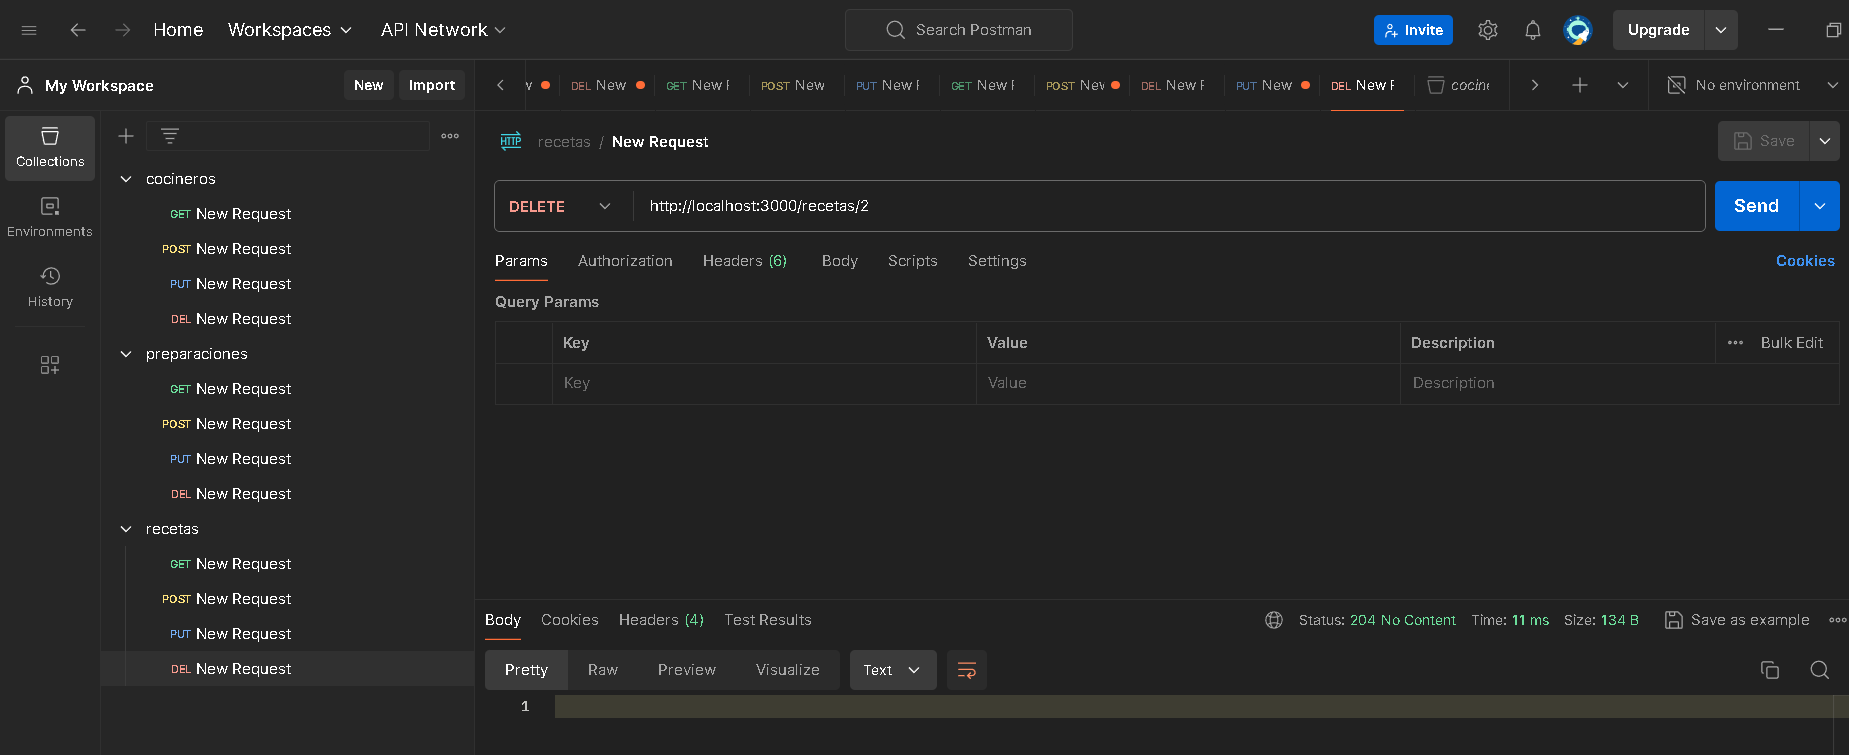 Home Workspaces API Network Search Postman Invite Upgrade
My Workspace New Import
DEL New GET New POST New PUT New GET New POST New DEL New PUT New DEL New No environment
Collections
Environments
History
cocineros
GET New Request
POST New Request
PUT New Request
DEL New Request
preparaciones
GET New Request
POST New Request
PUT New Request
DEL New Request
recetas
GET New Request
POST New Request
PUT New Request
DEL New Request
HTTP recetas / New Request Save
DELETE http://localhost:3000/recetas/2 Send
Params Authorization Headers (6) Body Scripts Settings Cookies
Query Params
Key Value Description Bulk Edit
Key Value Description
Body Cookies Headers (4) Test Results Status: 204 No Content Time: 11 ms Size: 134 B Save as example
Pretty Raw Preview Visualize Text
1